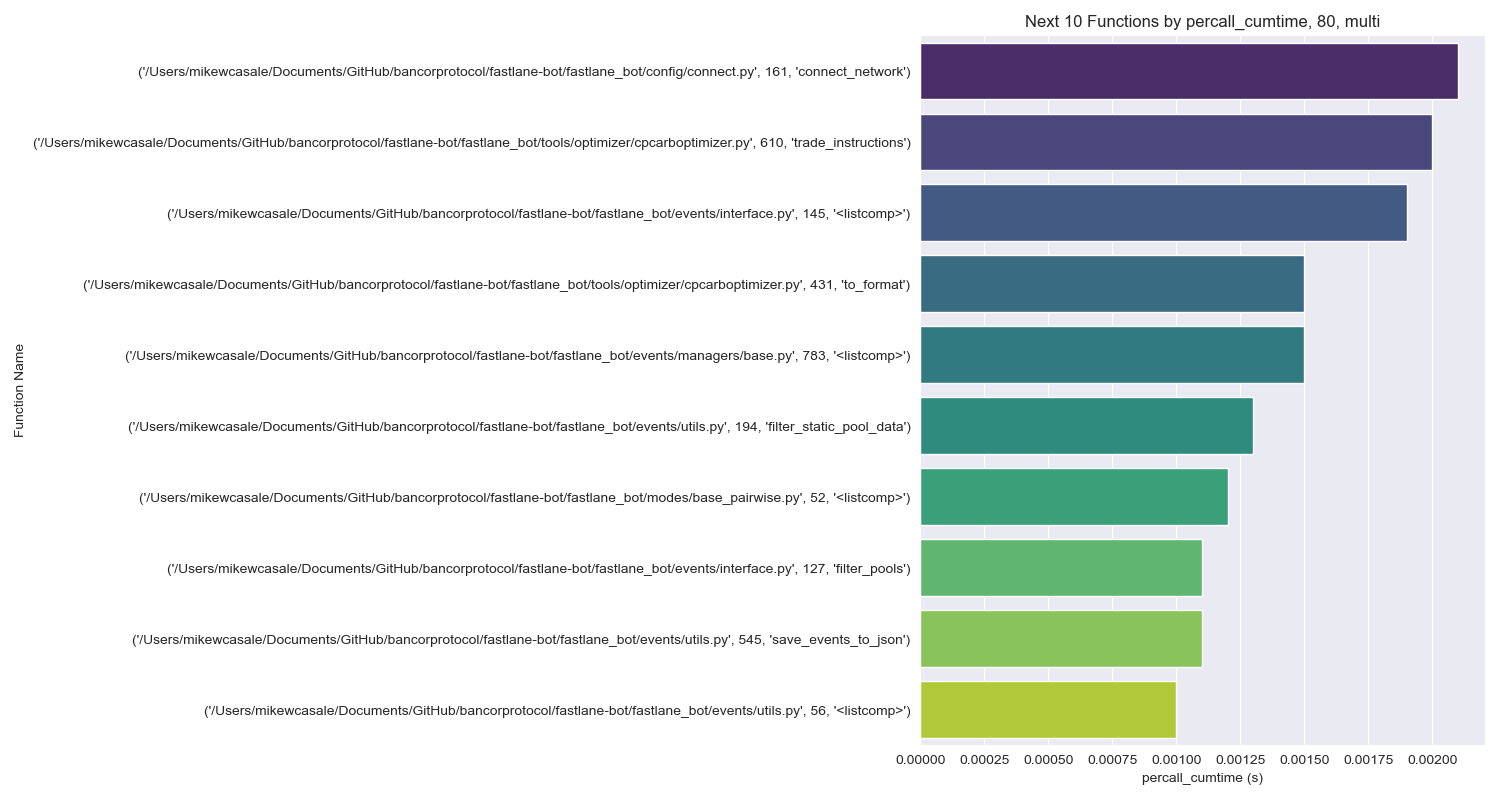 Next 10 Functions by percall_cumtime, 80, multi
Function Name
('/Users/mikewcasale/Documents/GitHub/bancorprotocol/fastlane-bot/fastlane_bot/config/connect.py', 161, 'connect_network')
('/Users/mikewcasale/Documents/GitHub/bancorprotocol/fastlane-bot/fastlane_bot/tools/optimizer/cpcarboptimizer.py', 610, 'trade_instructions')
('/Users/mikewcasale/Documents/GitHub/bancorprotocol/fastlane-bot/fastlane_bot/events/interface.py', 145, '<listcomp>')
('/Users/mikewcasale/Documents/GitHub/bancorprotocol/fastlane-bot/fastlane_bot/tools/optimizer/cpcarboptimizer.py', 431, 'to_format')
('/Users/mikewcasale/Documents/GitHub/bancorprotocol/fastlane-bot/fastlane_bot/events/managers/base.py', 783, '<listcomp>')
('/Users/mikewcasale/Documents/GitHub/bancorprotocol/fastlane-bot/fastlane_bot/events/utils.py', 194, 'filter_static_pool_data')
('/Users/mikewcasale/Documents/GitHub/bancorprotocol/fastlane-bot/fastlane_bot/modes/base_pairwise.py', 52, '<listcomp>')
('/Users/mikewcasale/Documents/GitHub/bancorprotocol/fastlane-bot/fastlane_bot/events/interface.py', 127, 'filter_pools')
('/Users/mikewcasale/Documents/GitHub/bancorprotocol/fastlane-bot/fastlane_bot/events/utils.py', 545, 'save_events_to_json')
('/Users/mikewcasale/Documents/GitHub/bancorprotocol/fastlane-bot/fastlane_bot/events/utils.py', 56, '<listcomp>')
0.00000 0.00025 0.00050 0.00075 0.00100 0.00125 0.00150 0.00175 0.00200
percall_cumtime (s)